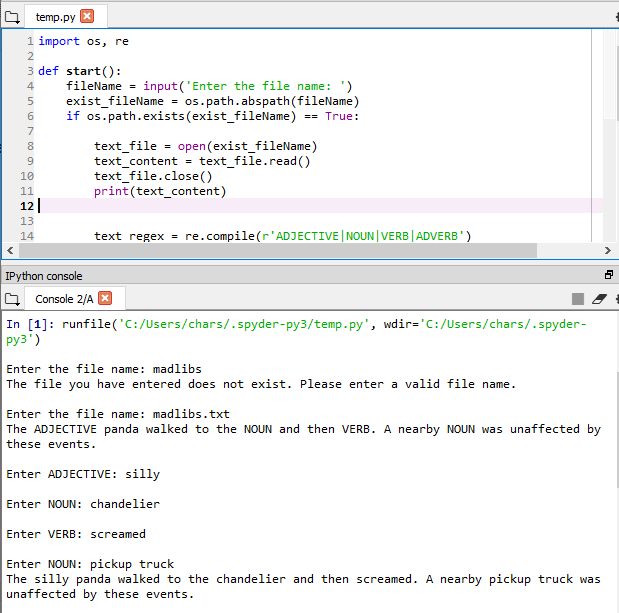 temp.py
1 import os, re
2
3 def start():
4 fileName = input('Enter the file name: ')
5 exist_fileName = os.path.abspath(fileName)
6 if os.path.exists(exist_fileName) == True:
7
8 text_file = open(exist_fileName)
9 text_content = text_file.read()
10 text_file.close()
11 print(text_content)
12
13
14 text_regex = re.compile(r'ADJECTIVE|NOUN|VERB|ADVERB')
IPython console
Console 2/A
In [1]: runfile('C:/Users/chars/.spyder-py3/temp.py', wdir='C:/Users/chars/.spyder-
py3')
Enter the file name: madlibs
The file you have entered does not exist. Please enter a valid file name.
Enter the file name: madlibs.txt
The ADJECTIVE panda walked to the NOUN and then VERB. A nearby NOUN was unaffected by
these events.
Enter ADJECTIVE: silly
Enter NOUN: chandelier
Enter VERB: screamed
Enter NOUN: pickup truck
The silly panda walked to the chandelier and then screamed. A nearby pickup truck was
unaffected by these events.